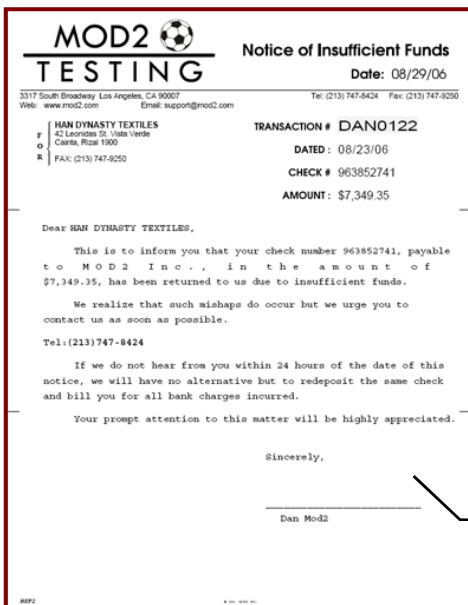 MOD2
TESTING
Notice of Insufficient Funds
Date: 08/29/06
3317 South Broadway Los Angeles, CA 90007
Tel: (213) 747-8424 Fax: (213) 747-9250
Web: www.mod2.com Email: support@mod2.com
FOR
HAN DYNASTY TEXTILES
42 Leonidas St. Vista Verde
Cainta, Rizal 1900
FAX: (213) 747-9250
TRANSACTION # DAN0122
DATED : 08/23/06
CHECK # 963852741
AMOUNT : $7,349.35
Dear HAN DYNASTY TEXTILES,
This is to inform you that your check number 963852741, payable
to MOD2 Inc., in the amount of
$7,349.35, has been returned to us due to insufficient funds.
We realize that such mishaps do occur but we urge you to
contact us as soon as possible.
Tel:(213)747-8424
If we do not hear from you within 24 hours of the date of this
notice, we will have no alternative but to redeposit the same check
and bill you for all bank charges incurred.
Your prompt attention to this matter will be highly appreciated.
Sincerely,
Dan Mod2